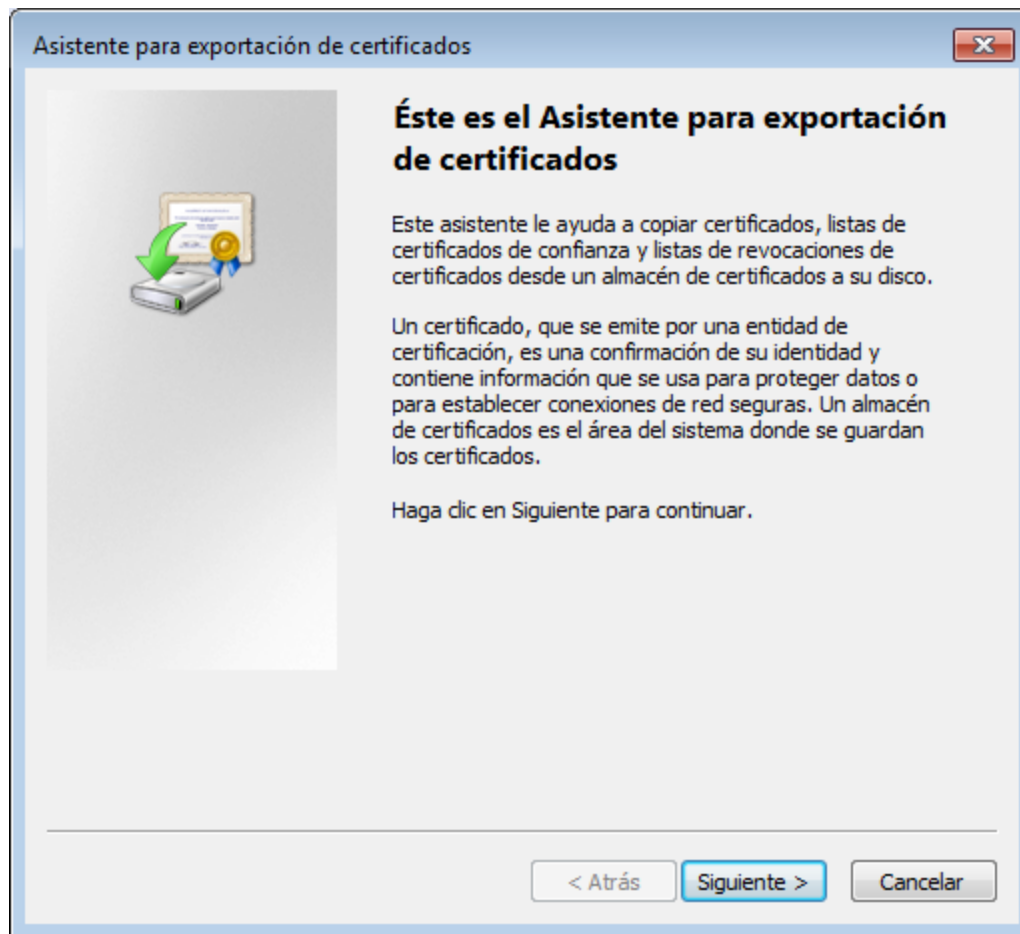 Asistente para exportación de certificados
Éste es el Asistente para exportación
de certificados
Este asistente le ayuda a copiar certificados, listas de
certificados de confianza y listas de revocaciones de
certificados desde un almacén de certificados a su disco.
Un certificado, que se emite por una entidad de
certificación, es una confirmación de su identidad y
contiene información que se usa para proteger datos o
para establecer conexiones de red seguras. Un almacén
de certificados es el área del sistema donde se guardan
los certificados.
Haga clic en Siguiente para continuar.
< Atrás
Siguiente >
Cancelar